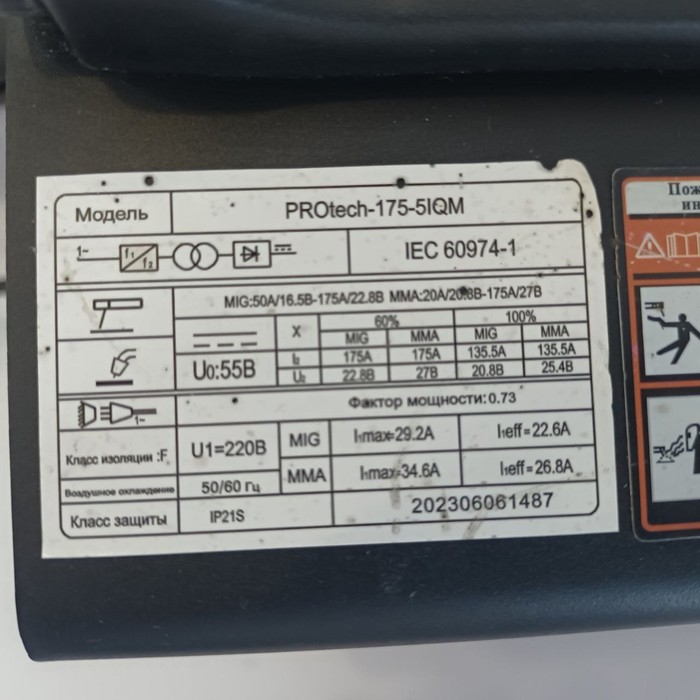 Модель PROtech-175-5IQM
1~ f1 f2 IEC 60974-1
MIG:50A/16.5B-175A/22.8B MMA:20A/20.8B-175A/27B
X 60% 100%
MIG MMA MIG MMA
U0:55B I2 175A 175A 135.5A 135.5A
U2 22.8B 27B 20.8B 25.4B
1~ Фактор мощности:0.73
Класс изоляции :F U1=220B MIG I1max=29.2A I1eff=22.6A
Воздушное охлаждение 50/60 Гц MMA I1max=34.6A I1eff=26.8A
Класс защиты IP21S 202306061487